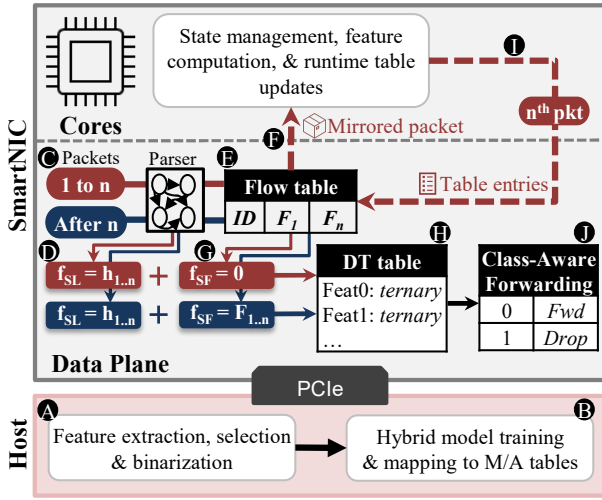 State management, feature
computation, & runtime table
updates
I
Cores
F
Mirrored packet
nth pkt
SmartNIC
C Packets
Parser
E
1 to n
Flow table
Table entries
After n
ID F1 Fn
D
G
H
J
fSL = h1..n + fSF = 0
DT table
Class-Aware
Forwarding
Feat0: ternary
0 Fwd
fSL = h1..n + fSF = F1..n
Feat1: ternary
1 Drop
…
Data Plane
PCIe
A
B
Host
Feature extraction, selection
& binarization
Hybrid model training
& mapping to M/A tables